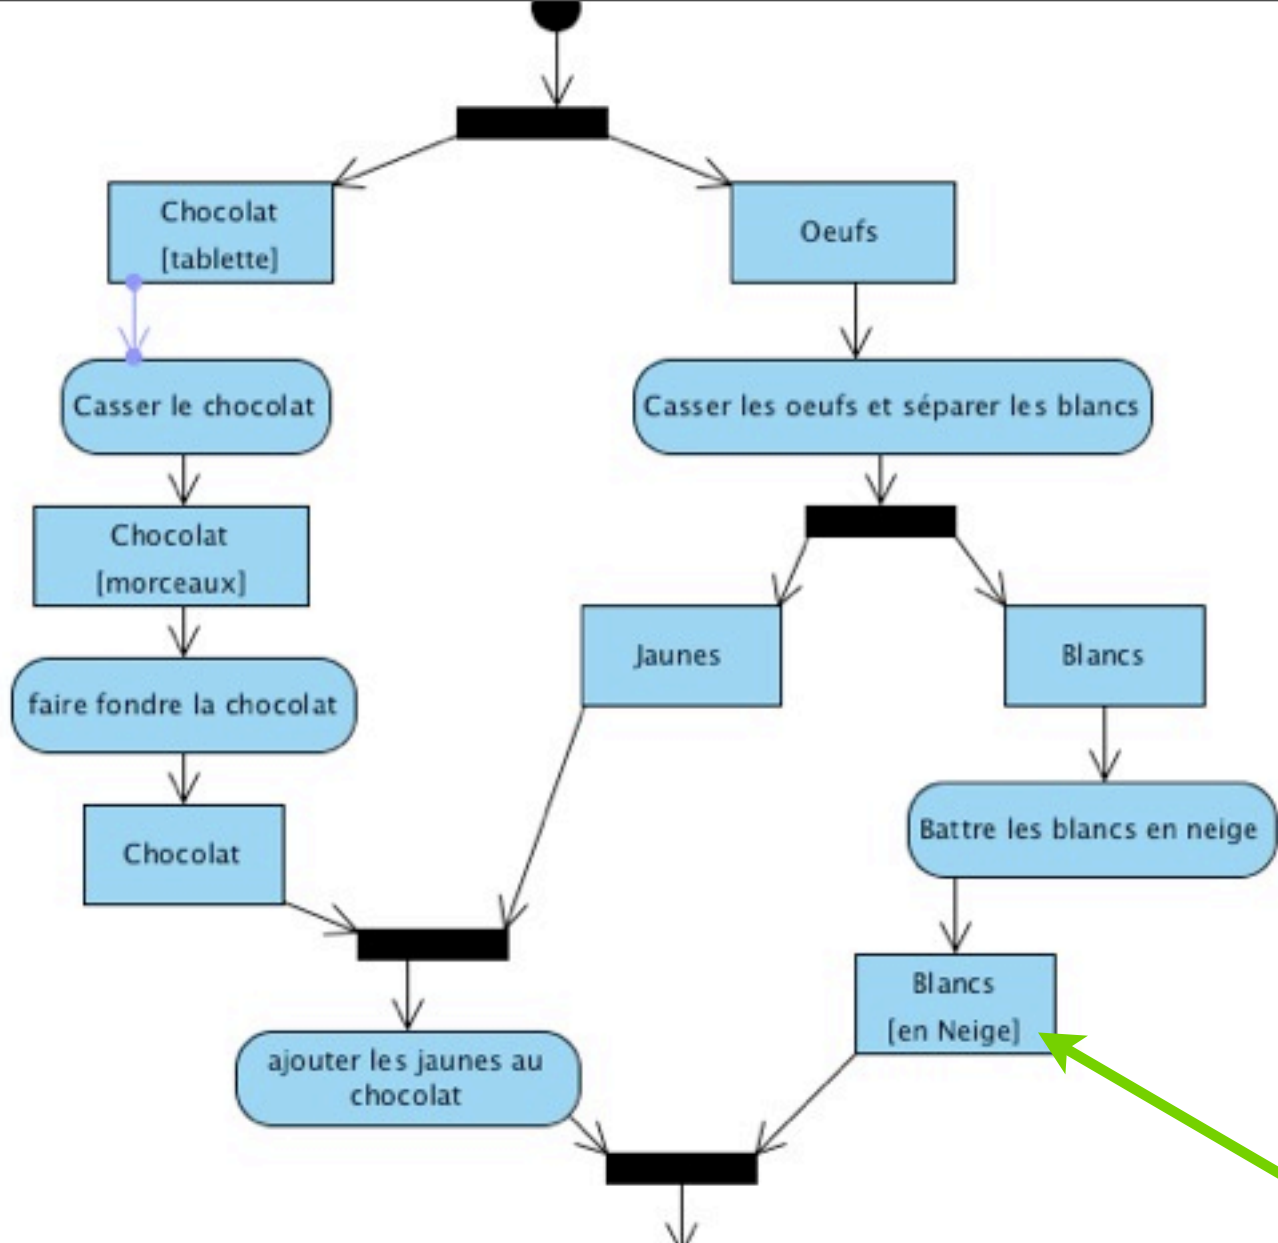 Chocolat
[tablette]
Oeufs
Casser le chocolat
Casser les oeufs et séparer les blancs
Chocolat
[morceaux]
Jaunes
Blancs
faire fondre la chocolat
Battre les blancs en neige
Chocolat
Blancs
[en Neige]
ajouter les jaunes au
chocolat